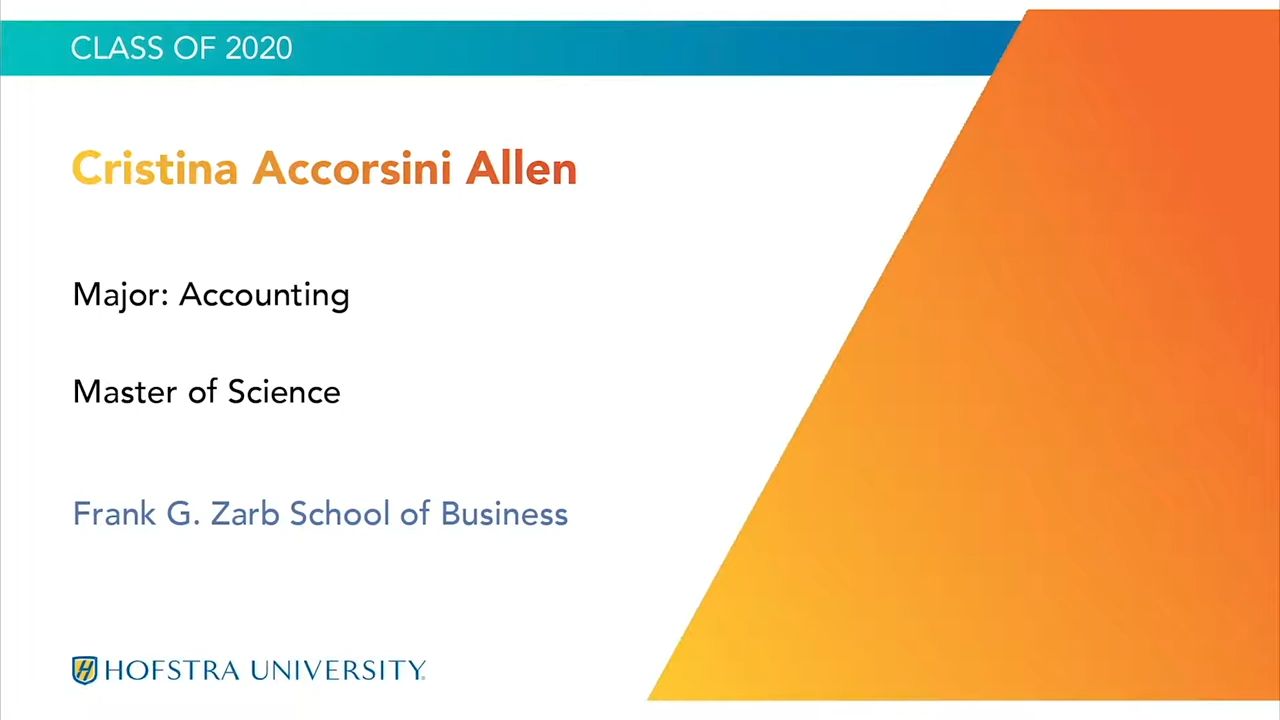 CLASS OF 2020
Cristina Accorsini Allen
Major: Accounting
Master of Science
Frank G. Zarb School of Business
HOFSTRA UNIVERSITY